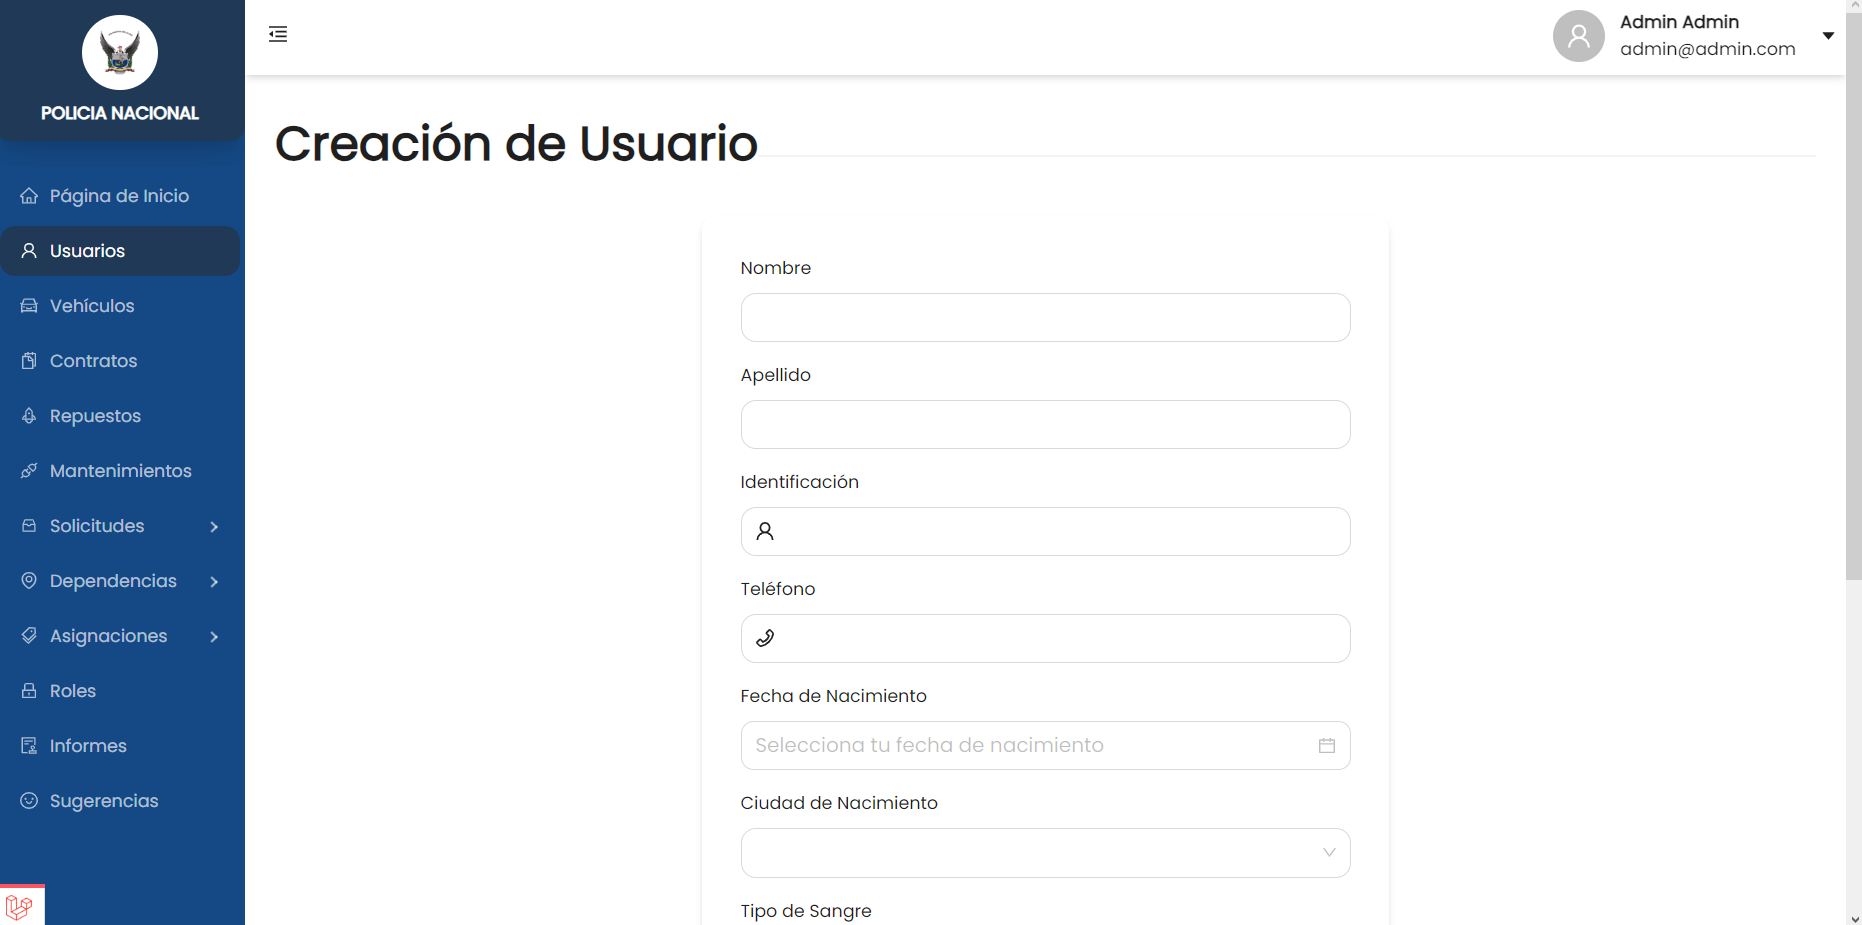 POLICIA NACIONAL
Página de Inicio
Usuarios
Vehículos
Contratos
Repuestos
Mantenimientos
Solicitudes
Dependencias
Asignaciones
Roles
Informes
Sugerencias
Admin Admin
admin@admin.com
Creación de Usuario
Nombre
Apellido
Identificación
Teléfono
Fecha de Nacimiento
Selecciona tu fecha de nacimiento
Ciudad de Nacimiento
Tipo de Sangre